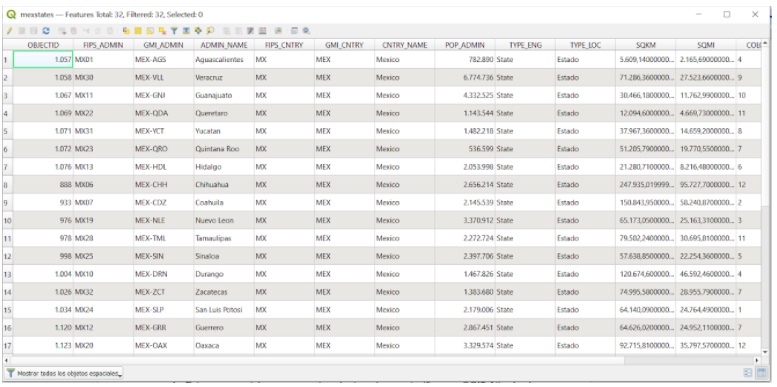 mexstates — Features Total: 32, Filtered: 32, Selected: 0
OBJECTID FIPS_ADMIN GMI_ADMIN ADMIN_NAME FIPS_CNTRY GMI_CNTRY CNTRY_NAME POP_ADMIN TYPE_ENG TYPE_LOC SQKM SQMI COLO
1 1.057 MX01 MEX-AGS Aguascalientes MX MEX Mexico 782.890 State Estado 5.609,14000000... 2.165,69000000... 4
2 1.058 MX30 MEX-VLL Veracruz MX MEX Mexico 6.774.736 State Estado 71.286,3600000... 27.523,6600000... 9
3 1.067 MX11 MEX-GNJ Guanajuato MX MEX Mexico 4.332.525 State Estado 30.466,1800000... 11.762,9900000... 10
4 1.069 MX22 MEX-QDA Queretaro MX MEX Mexico 1.143.544 State Estado 12.094,6000000... 4.669,73000000... 11
5 1.071 MX31 MEX-YCT Yucatan MX MEX Mexico 1.482.218 State Estado 37.967,3600000... 14.659,2000000... 8
6 1.072 MX23 MEX-QRO Quintana Roo MX MEX Mexico 536.599 State Estado 51.205,7900000... 19.770,5500000... 7
7 1.076 MX13 MEX-HDL Hidalgo MX MEX Mexico 2.053.998 State Estado 21.280,7100000... 8.216,48000000... 6
8 888 MX06 MEX-CHH Chihuahua MX MEX Mexico 2.656.214 State Estado 247.935,019999... 95.727,7000000... 12
9 933 MX07 MEX-CDZ Coahuila MX MEX Mexico 2.145.539 State Estado 150.843,950000... 58.240,8700000... 2
10 976 MX19 MEX-NLE Nuevo Leon MX MEX Mexico 3.370.912 State Estado 65.173,0500000... 25.163,3100000... 3
11 978 MX28 MEX-TML Tamaulipas MX MEX Mexico 2.272.724 State Estado 79.502,2400000... 30.695,8100000... 11
12 998 MX25 MEX-SIN Sinaloa MX MEX Mexico 2.397.706 State Estado 57.638,8500000... 22.254,3600000... 5
13 1.004 MX10 MEX-DRN Durango MX MEX Mexico 1.467.826 State Estado 120.674,600000... 46.592,4600000... 4
14 1.026 MX32 MEX-ZCT Zacatecas MX MEX Mexico 1.383.680 State Estado 74.995,5800000... 28.955,7900000... 7
15 1.034 MX24 MEX-SLP San Luis Potosi MX MEX Mexico 2.179.006 State Estado 64.140,0900000... 24.764,4900000... 1
16 1.120 MX12 MEX-GRR Guerrero MX MEX Mexico 2.867.451 State Estado 64.626,0200000... 24.952,1100000... 7
17 1.123 MX20 MEX-OAX Oaxaca MX MEX Mexico 3.329.574 State Estado 92.715,8100000... 35.797,5700000... 12
Mostrar todos los objetos espaciales